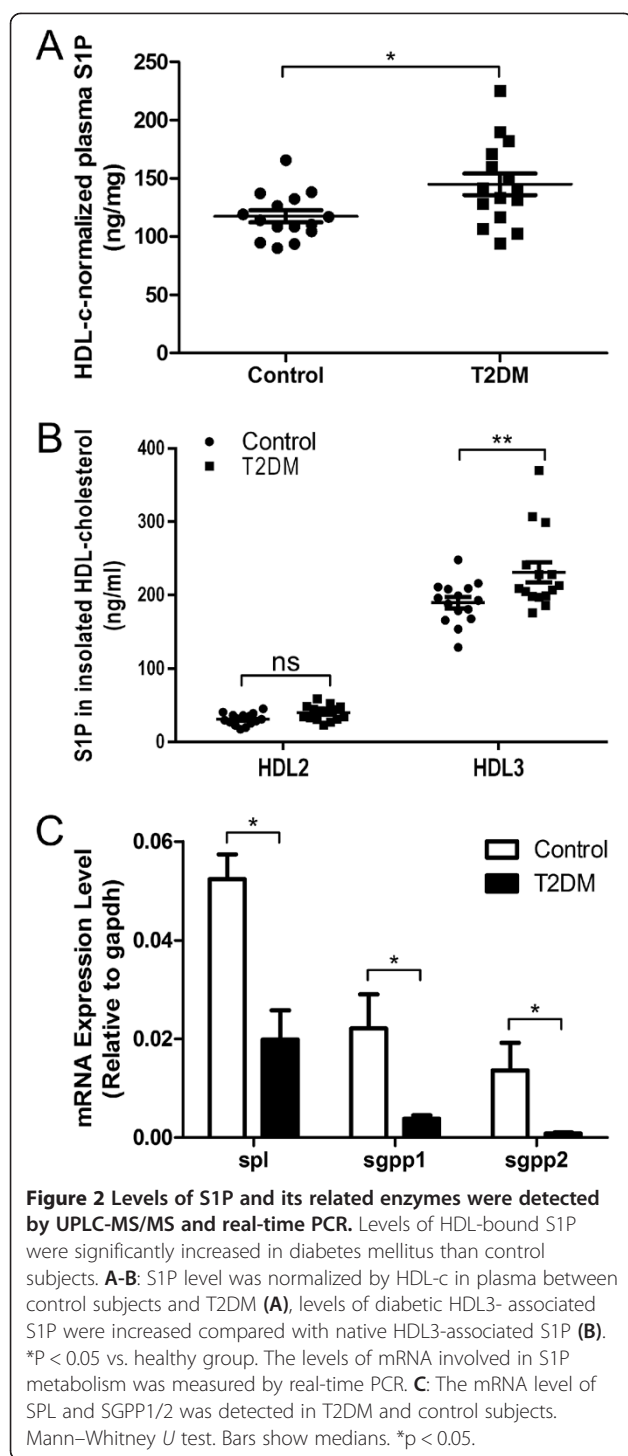 A
*
HDL-c-normalized plasma S1P
(ng/mg)
250
200
150
100
50
0
Control
T2DM
B
Control
T2DM
**
ns
S1P in insolated HDL-cholesterol
(ng/ml)
400
300
200
100
0
HDL2
HDL3
C
*
*
*
Control
T2DM
mRNA Expression Level
(Relative to gapdh)
0.06
0.04
0.02
0.00
spl
sgpp1
sgpp2
Figure 2 Levels of S1P and its related enzymes were detected
by UPLC-MS/MS and real-time PCR. Levels of HDL-bound S1P
were significantly increased in diabetes mellitus than control
subjects. A-B: S1P level was normalized by HDL-c in plasma between
control subjects and T2DM (A), levels of diabetic HDL3- associated
S1P were increased compared with native HDL3-associated S1P (B).
*P < 0.05 vs. healthy group. The levels of mRNA involved in S1P
metabolism was measured by real-time PCR. C: The mRNA level of
SPL and SGPP1/2 was detected in T2DM and control subjects.
Mann–Whitney U test. Bars show medians. *p < 0.05.